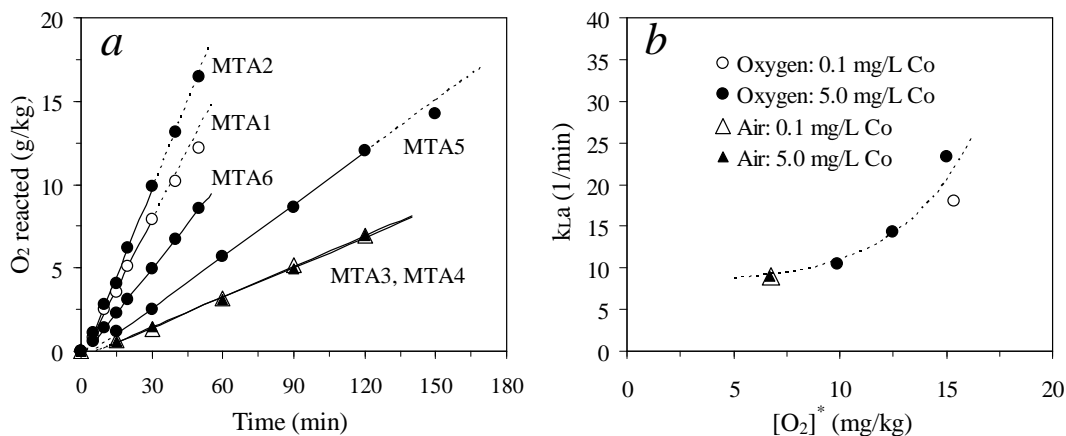 a
O2 reacted (g/kg)
20
15
10
5
0
MTA2
MTA1
MTA6
MTA5
MTA3, MTA4
0 30 60 90 120 150 180
Time (min)
b
kLa (1/min)
40
35
30
25
20
15
10
5
0
Oxygen: 0.1 mg/L Co
Oxygen: 5.0 mg/L Co
Air: 0.1 mg/L Co
Air: 5.0 mg/L Co
0 5 10 15 20
[O2]* (mg/kg)